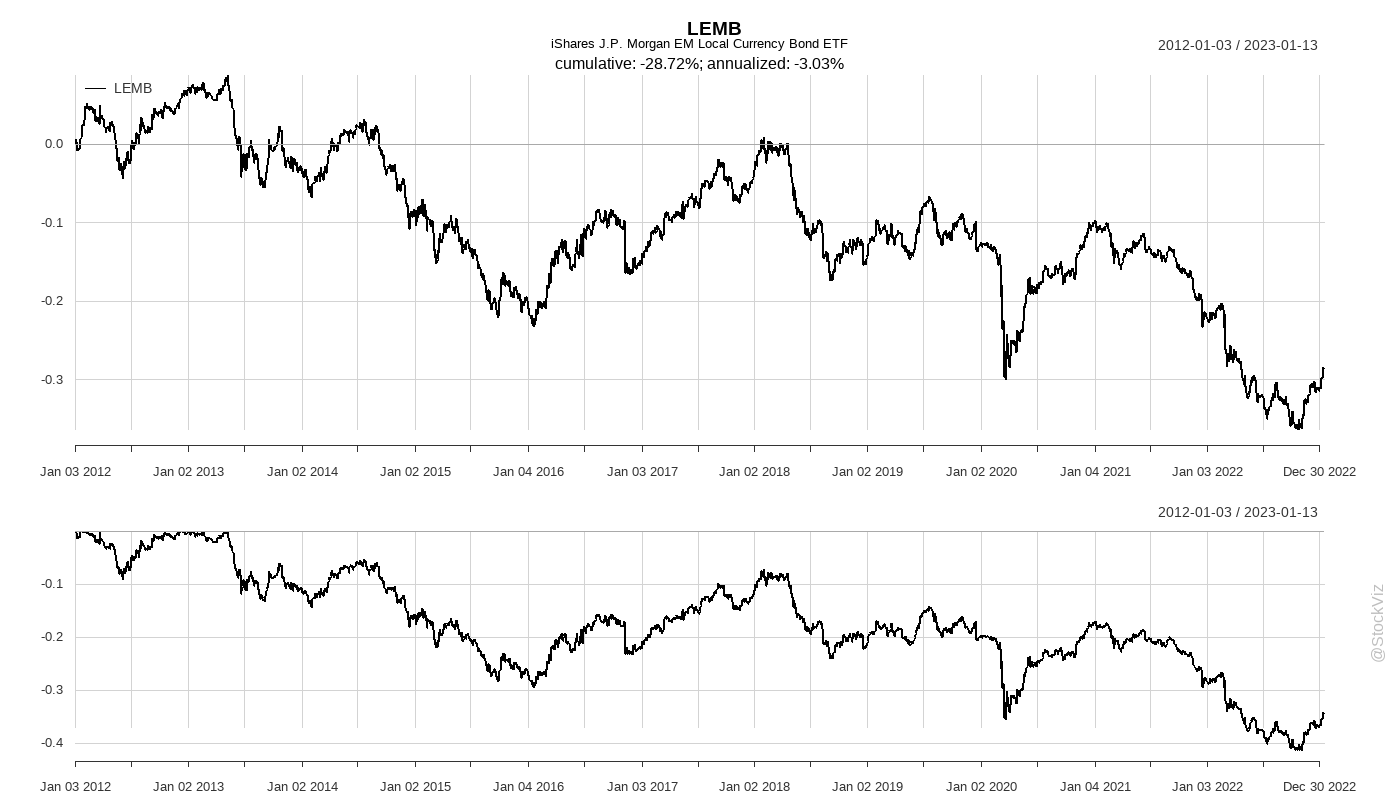 LEMB
iShares J.P. Morgan EM Local Currency Bond ETF
cumulative: -28.72%; annualized: -3.03%
2012-01-03 / 2023-01-13
LEMB
0.0
-0.1
-0.2
-0.3
Jan 03 2012 Jan 02 2013 Jan 02 2014 Jan 02 2015 Jan 04 2016 Jan 03 2017 Jan 02 2018 Jan 02 2019 Jan 02 2020 Jan 04 2021 Jan 03 2022 Dec 30 2022
2012-01-03 / 2023-01-13
-0.1
-0.2
-0.3
-0.4
Jan 03 2012 Jan 02 2013 Jan 02 2014 Jan 02 2015 Jan 04 2016 Jan 03 2017 Jan 02 2018 Jan 02 2019 Jan 02 2020 Jan 04 2021 Jan 03 2022 Dec 30 2022
@StockViz